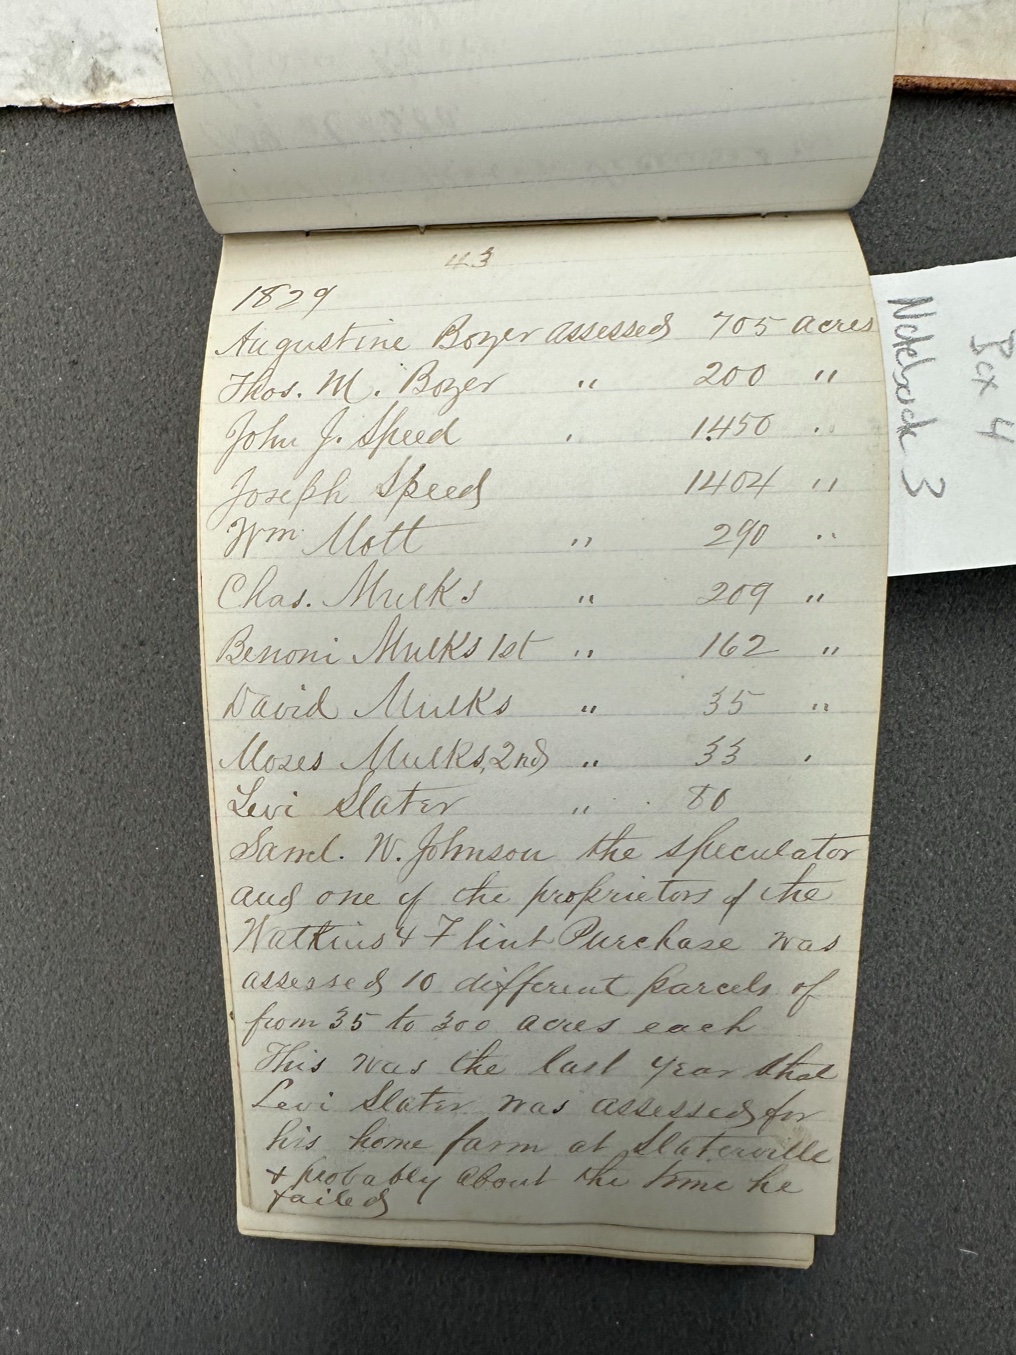 43
1829
Augustine Bozer assessed 705 acres
Thos. M. Bozer " 200 "
John J. Speed " 1450 "
Joseph Speed 1404 "
Wm Mott " 290 "
Chas. Mulks " 209 "
Benoni Mulks 1st " 162 "
David Mulks " 35 "
Moses Mulks, 2nd " 33 "
Levi Slater " 80
Saml. W. Johnson the speculator
and one of the proprietors of the
Watkins & Flint Purchase was
assessed 10 different parcels of
from 35 to 300 acres each
This was the last year that
Levi Slater was assessed for
his home farm at Slaterville
& probably about the time he
failed
Box 4
Notebook 3